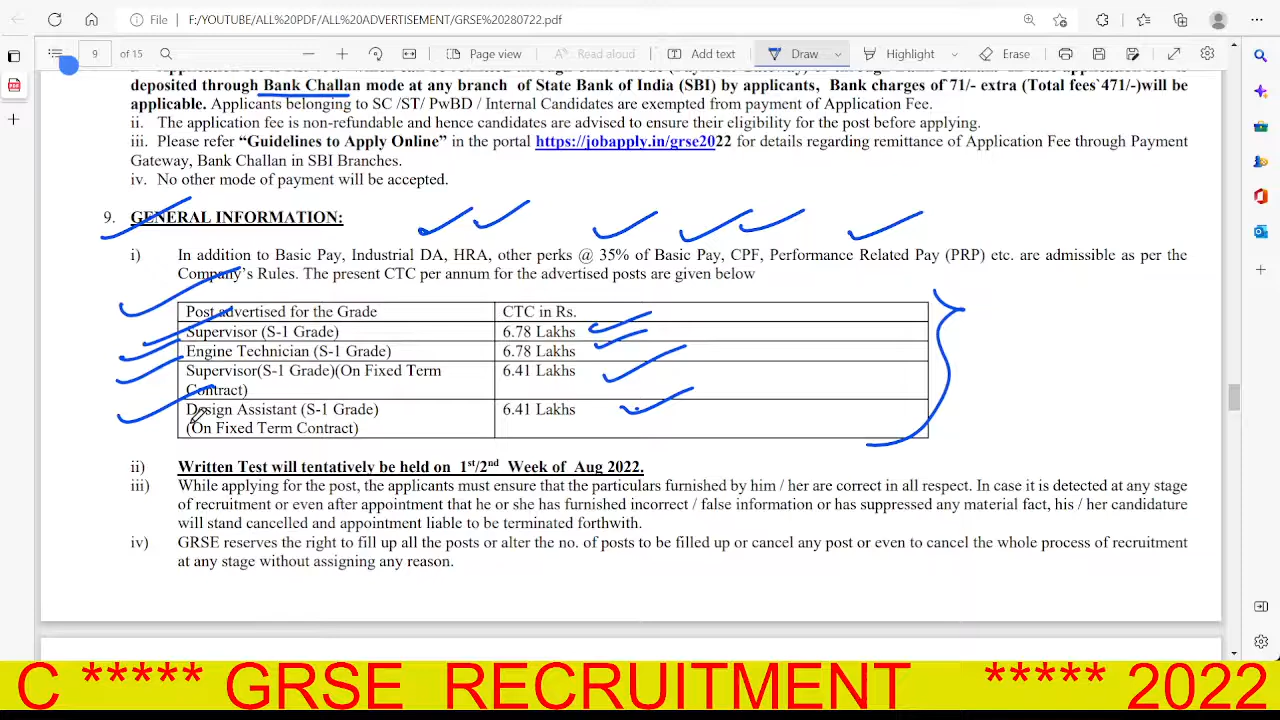 File
F:/YOUTUBE/ALL%20PDF/ALL%20ADVERTISEMENT/GRSE%20280722.pdf
9 of 15
Page view
Read aloud
Add text
Draw
Highlight
Erase
deposited through Bank Challan mode at any branch of State Bank of India (SBI) by applicants, Bank charges of 71/- extra (Total fees`471/-)will be
applicable. Applicants belonging to SC /ST/ PwBD / Internal Candidates are exempted from payment of Application Fee.
ii. The application fee is non-refundable and hence candidates are advised to ensure their eligibility for the post before applying.
iii. Please refer “Guidelines to Apply Online” in the portal https://jobapply.in/grse2022 for details regarding remittance of Application Fee through Payment
Gateway, Bank Challan in SBI Branches.
iv. No other mode of payment will be accepted.
9. GENERAL INFORMATION:
i) In addition to Basic Pay, Industrial DA, HRA, other perks @ 35% of Basic Pay, CPF, Performance Related Pay (PRP) etc. are admissible as per the
Company’s Rules. The present CTC per annum for the advertised posts are given below
Post advertised for the Grade CTC in Rs.
Supervisor (S-1 Grade) 6.78 Lakhs
Engine Technician (S-1 Grade) 6.78 Lakhs
Supervisor(S-1 Grade)(On Fixed Term 6.41 Lakhs
Contract)
Design Assistant (S-1 Grade) 6.41 Lakhs
(On Fixed Term Contract)
ii) Written Test will tentatively be held on 1st/2nd Week of Aug 2022.
iii) While applying for the post, the applicants must ensure that the particulars furnished by him / her are correct in all respect. In case it is detected at any stage
of recruitment or even after appointment that he or she has furnished incorrect / false information or has suppressed any material fact, his / her candidature
will stand cancelled and appointment liable to be terminated forthwith.
iv) GRSE reserves the right to fill up all the posts or alter the no. of posts to be filled up or cancel any post or even to cancel the whole process of recruitment
at any stage without assigning any reason.
C ***** GRSE RECRUITMENT ***** 2022